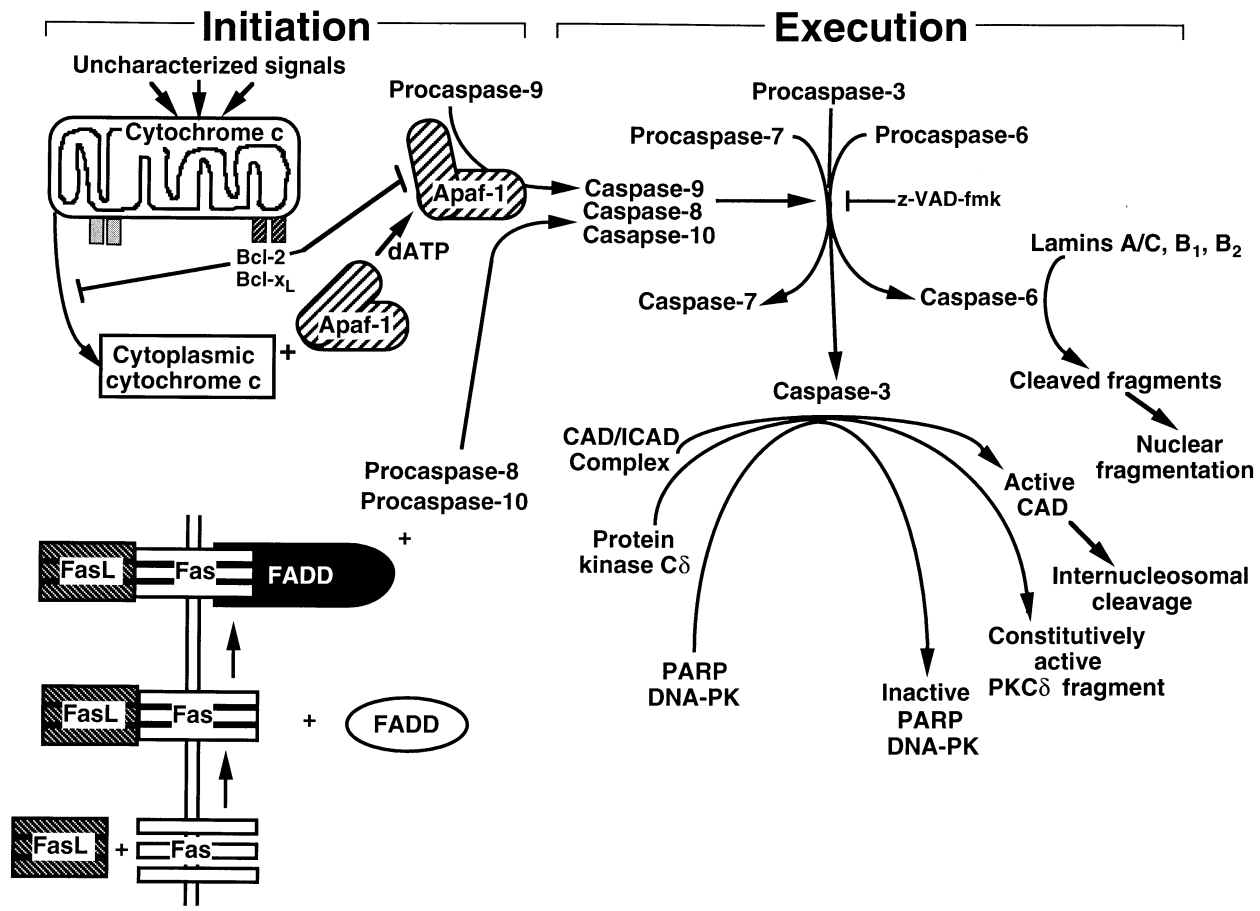 Initiation
Execution
Uncharacterized signals
Cytochrome c
Procaspase-9
Apaf-1
dATP
Bcl-2
Bcl-xL
Apaf-1
Cytoplasmic
cytochrome c
+
Caspase-9
Caspase-8
Casapse-10
Procaspase-8
Procaspase-10
+
FasL
Fas
FADD
FasL
Fas
+
FADD
FasL
+
Fas
Procaspase-3
Procaspase-7
Procaspase-6
z-VAD-fmk
Caspase-7
Caspase-6
Lamins A/C, B1, B2
Cleaved fragments
Nuclear
fragmentation
Caspase-3
CAD/ICAD
Complex
Protein
kinase Cδ
PARP
DNA-PK
Active
CAD
Internucleosomal
cleavage
Constitutively
active
PKCδ fragment
Inactive
PARP
DNA-PK